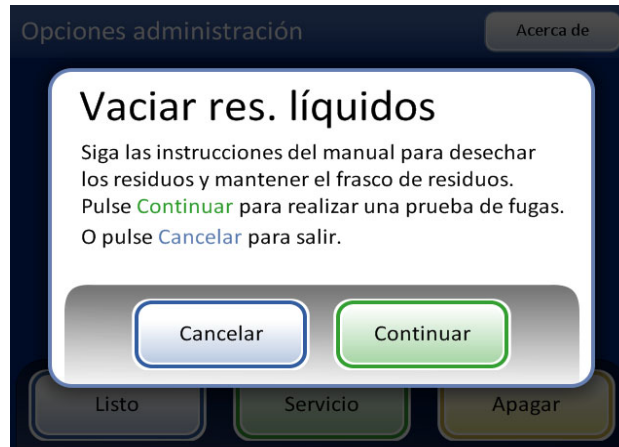 Opciones administración
Acerca de
Vaciar res. líquidos
Siga las instrucciones del manual para desechar
los residuos y mantener el frasco de residuos.
Pulse Continuar para realizar una prueba de fugas.
O pulse Cancelar para salir.
Cancelar
Continuar
Listo
Servicio
Apagar